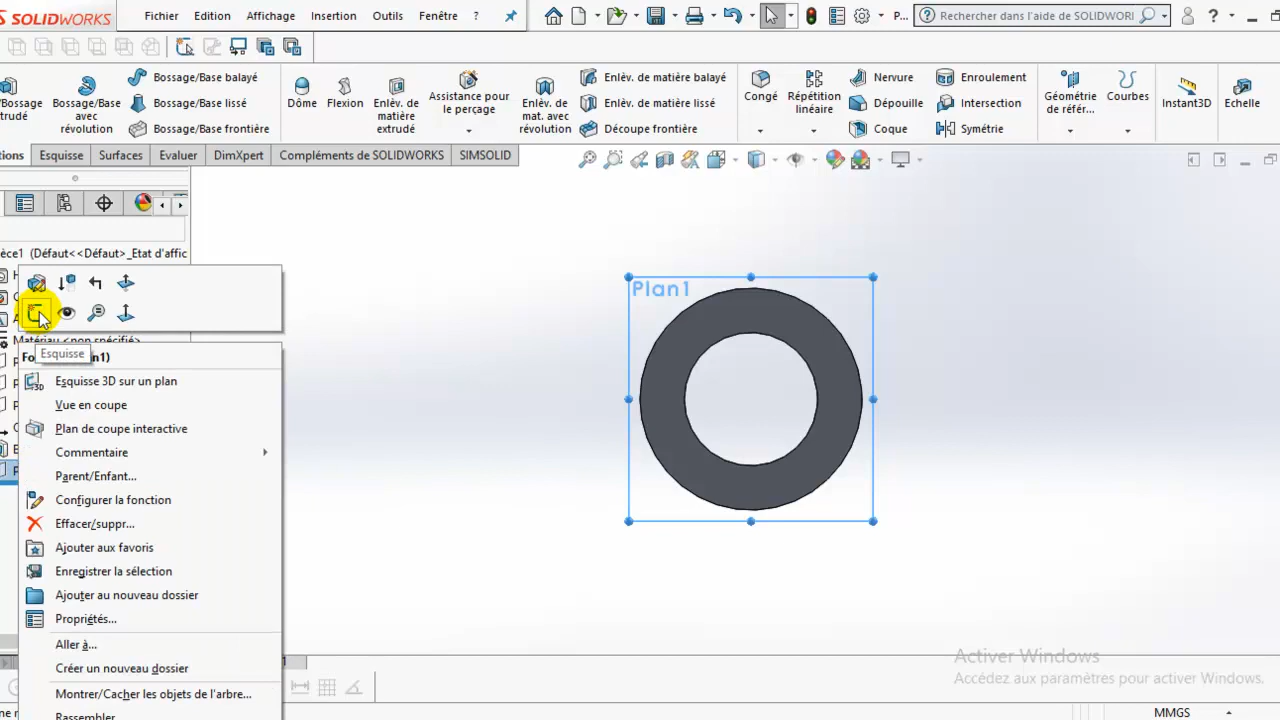 SOLIDWORKS
Fichier Edition Affichage Insertion Outils Fenêtre ?
P...
Rechercher dans l'aide de SOLIDWORI
?
Bossage/Base balayé
Bossage/Base lissé
Bossage/Base frontière
Bossage/Base avec révolution
Dôme
Flexion
Enlèv. de matière extrudé
Assistance pour le perçage
Enlèv. de mat. avec révolution
Enlèv. de matière balayé
Enlèv. de matière lissé
Découpe frontière
Congé
Répétition linéaire
Nervure
Dépouille
Coque
Enroulement
Intersection
Symétrie
Géométrie de référ...
Courbes
Instant3D
Echelle
Esquisse Surfaces Evaluer DimXpert Compléments de SOLIDWORKS SIMSOLID
(Défaut<<Défaut>_Etat d'affic
Plan1
Esquisse
Esquisse 3D sur un plan
Vue en coupe
Plan de coupe interactive
Commentaire
Parent/Enfant...
Configurer la fonction
Effacer/suppr...
Ajouter aux favoris
Enregistrer la sélection
Ajouter au nouveau dossier
Propriétés...
Aller à...
Créer un nouveau dossier
Montrer/Cacher les objets de l'arbre...
Rassembler
Activer Windows
Accédez aux paramètres pour activer Windows.
MMGS